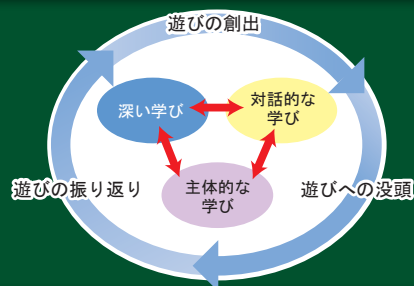 遊びの創出
深い学び
対話的な
学び
遊びの振り返り
主体的な
学び
遊びへの没頭